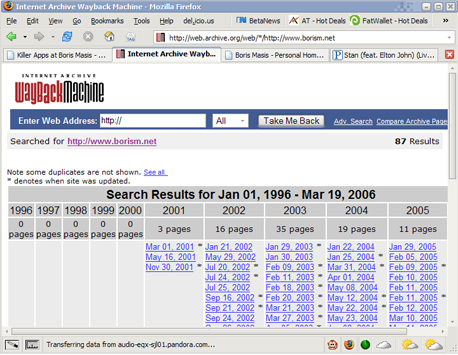 Internet Archive Wayback Machine - Mozilla Firefox
File Edit View Go Bookmarks Tools Help
del.icio.us BetaNews AT - Hot Deals FatWallet - Hot Deals
http://web.archive.org/web/*/http://www.borism.net
Killer Apps at Boris Masis - ... Internet Archive Wayb... Boris Masis - Personal Hom... Stan (feat. Elton John) (Liv...
INTERNET ARCHIVE
WayBackMachine
Enter Web Address: http:// All Take Me Back Adv. Search Compare Archive Page
Searched for http://www.borism.net 87 Results
Note some duplicates are not shown. See all.
* denotes when site was updated.
Search Results for Jan 01, 1996 - Mar 19, 2006
1996 1997 1998 1999 2000 2001 2002 2003 2004 2005
0 pages 0 pages 0 pages 0 pages 0 pages 3 pages 16 pages 35 pages 19 pages 11 pages
Mar 01, 2001 * Jan 21, 2002 Jan 29, 2003 * Jan 22, 2004 Jan 29, 2005
May 16, 2001 May 29, 2002 Jan 30, 2003 Jan 25, 2004 Feb 05, 2005
Nov 30, 2001 * Jul 20, 2002 * Feb 09, 2003 * Mar 31, 2004 * Feb 09, 2005
Jul 24, 2002 * Feb 11, 2003 * Apr 01, 2004 Feb 10, 2005
Jul 25, 2002 Feb 18, 2003 * May 08, 2004 Feb 11, 2005
Sep 16, 2002 * Feb 20, 2003 * May 12, 2004 * Feb 11, 2005
Sep 21, 2002 * Mar 21, 2003 * May 22, 2004 Feb 12, 2005
Sep 24, 2002 Mar 27, 2003 May 23, 2004 Mar 10, 2005
Transferring data from audio-eqx-sjl01.pandora.com...